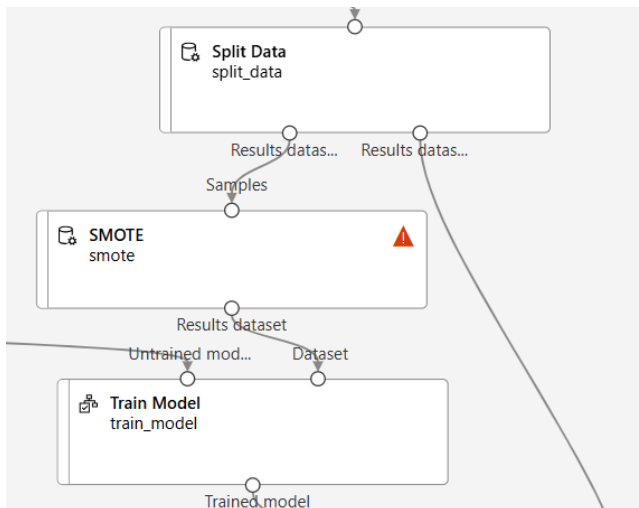 Split Data
split_data
Results datas... Results datas...
Samples
SMOTE
smote
Results dataset
Untrained mod... Dataset
Train Model
train_model
Trained model